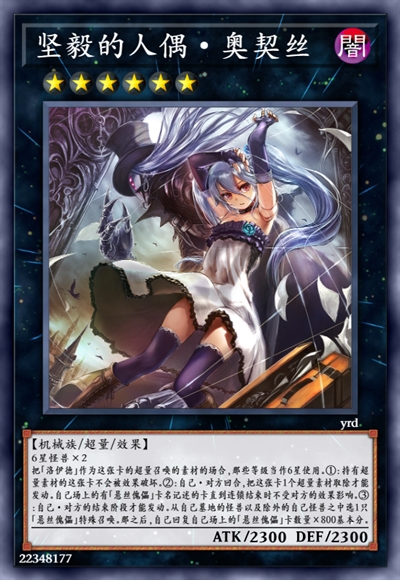 坚毅的人偶·奥契丝
闇
yrd
【机械族/超量/效果】
6星怪兽×2
把「洛伊德」作为这张卡的超量召唤的素材的场合,那些等级当作6星使用。①:持有超
量素材的这张卡不会被效果破坏。②:自己·对方回合,把这张卡1个超量素材取除才能
发动。自己场上的有「悬丝傀儡」卡名记述的卡直到连锁结束时不受对方的效果影响。③
:自己·对方的结束阶段才能发动。从自己墓地的怪兽以及除外的自己怪兽之中选1只
「悬丝傀儡」特殊召唤。那之后,自己回复自己场上的「悬丝傀儡」卡数量×800基本分。
ATK/2300 DEF/2300
22348177